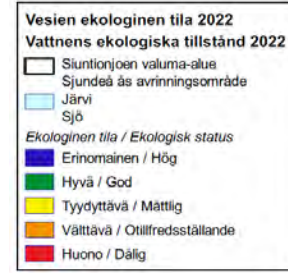 Vesien ekologinen tila 2022
Vattnens ekologiska tillstånd 2022
Siuntionjoen valuma-alue
Sjundeå ås avrinningsområde
Järvi
Sjö
Ekologinen tila / Ekologisk status
Erinomainen / Hög
Hyvä / God
Tyydyttävä / Måttlig
Välttävä / Otillfredsställande
Huono / Dålig